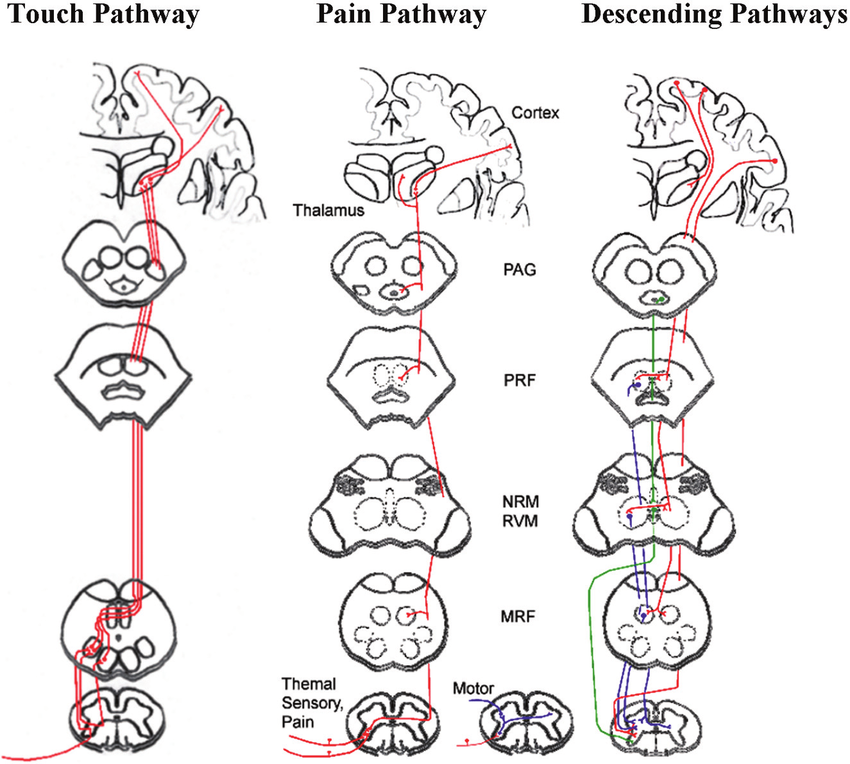 Touch Pathway
Pain Pathway
Descending Pathways
Cortex
Thalamus
PAG
PRF
NRM
RVM
MRF
Themal
Sensory,
Pain
Motor